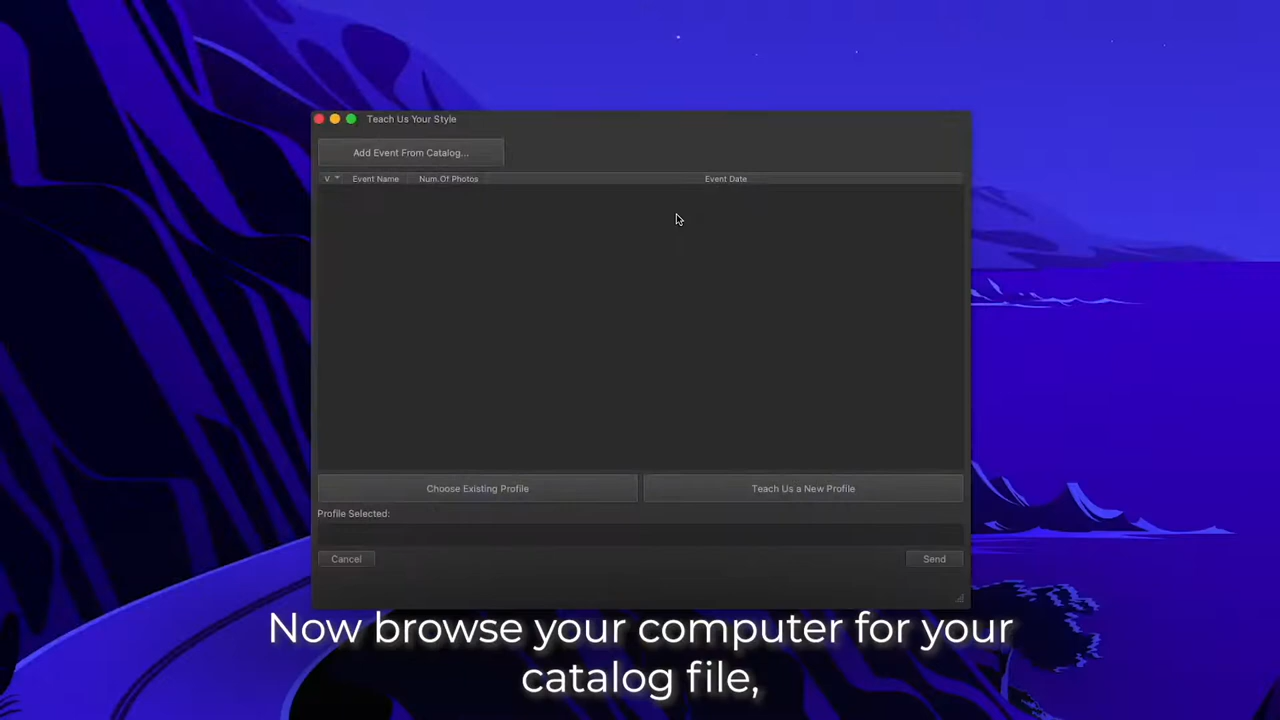 Teach Us Your Style
Add Event From Catalog...
V Event Name Num.Of Photos Event Date
Choose Existing Profile Teach Us a New Profile
Profile Selected:
Cancel Send
Now browse your computer for your
catalog file,